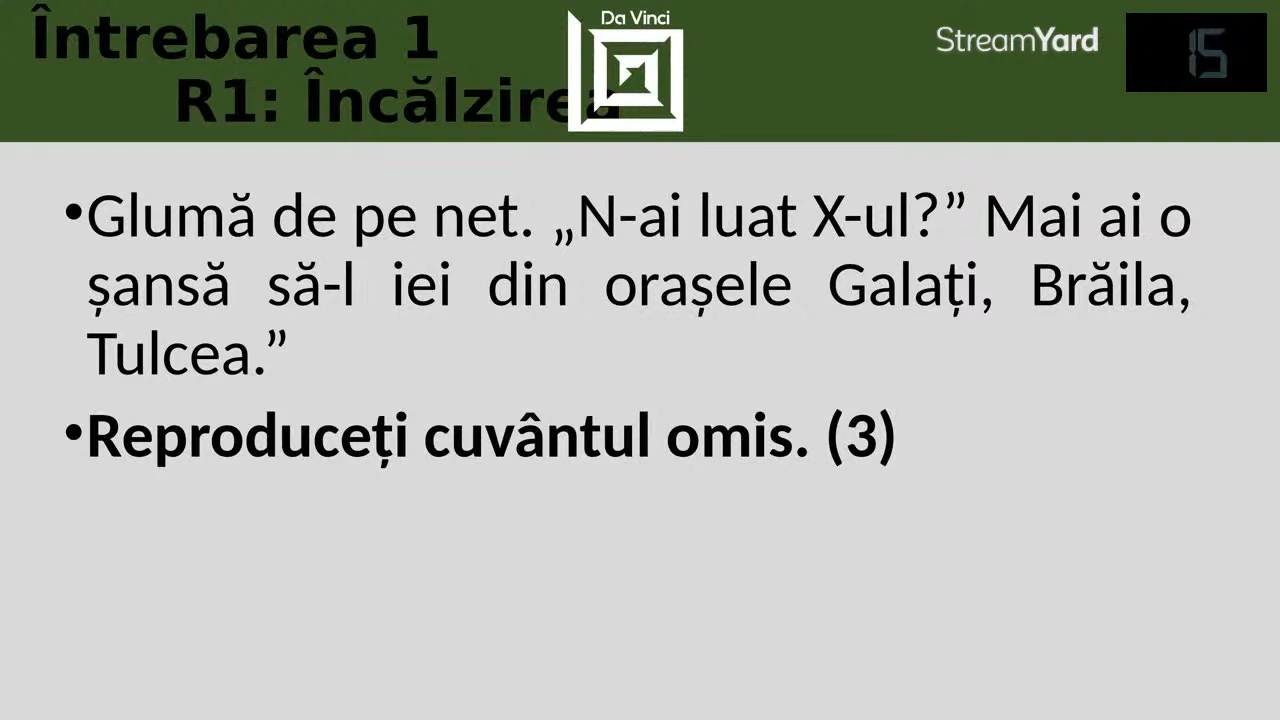 Întrebarea 1
R1: Încălzirea
Da Vinci
StreamYard
15
•Glumă de pe net. „N-ai luat X-ul?” Mai ai o
șansă să-l iei din orașele Galați, Brăila,
Tulcea.”
•Reproduceți cuvântul omis. (3)